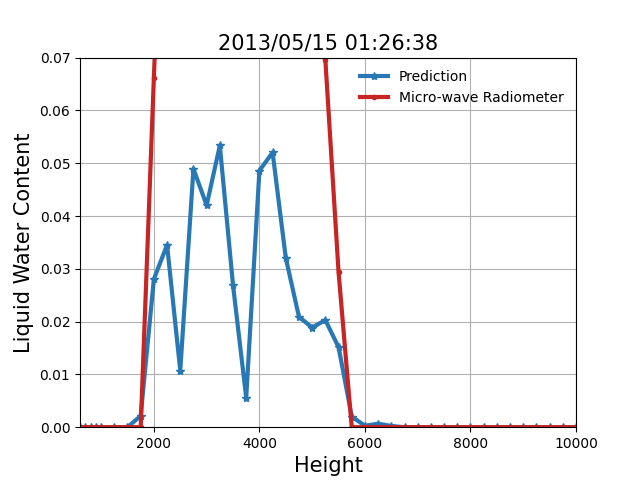 2013/05/15 01:26:38
0.07
0.06
0.05
0.04
0.03
0.02
0.01
0.00
Liquid Water Content
Prediction
Micro-wave Radiometer
2000 4000 6000 8000 10000
Height